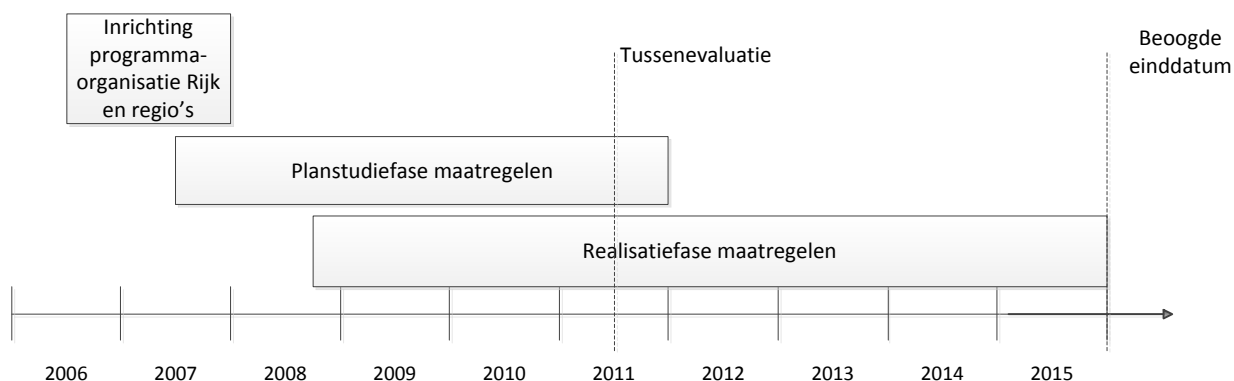 Inrichting
programma-
organisatie Rijk
en regio's
Tussenevaluatie
Beoogde
einddatum
Planstudiefase maatregelen
Realisatiefase maatregelen
2006 2007 2008 2009 2010 2011 2012 2013 2014 2015